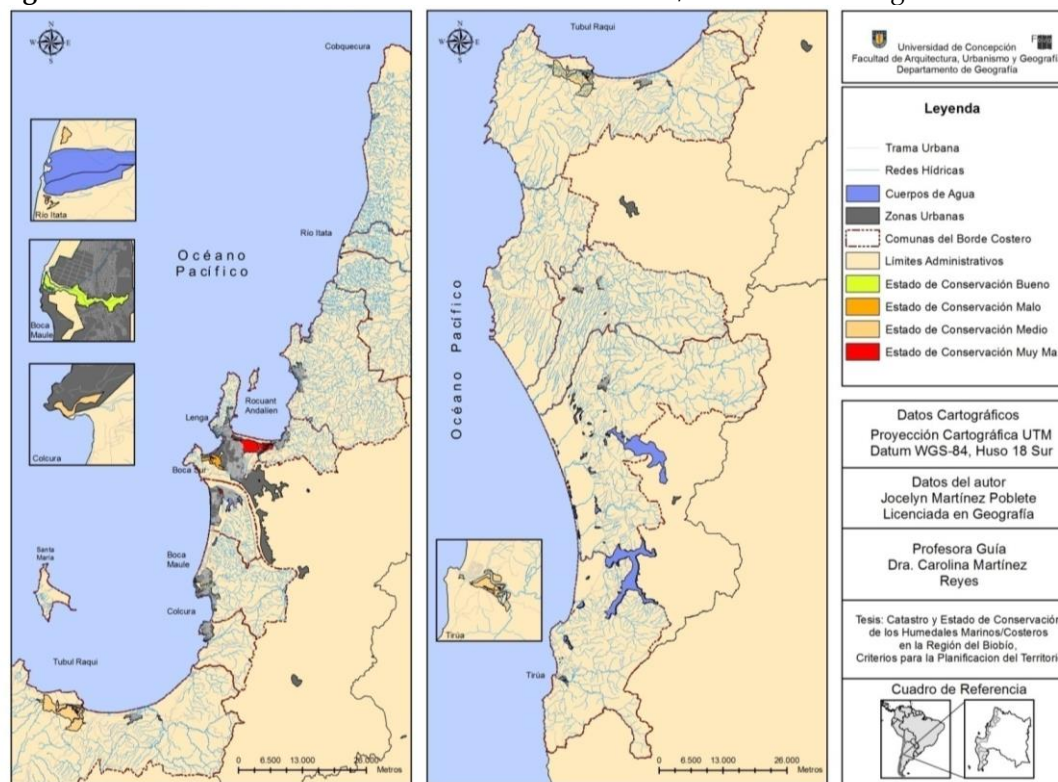 N
W E
S
Cobquecura
Río Itata
Río Itata
Océano
Pacífico
Boca
Maule
Rocuant
Andalien
Lenga
Boca Sur
Colcura
Santa
María
Boca
Maule
Colcura
Tubul Raqui
0 6.500 13.000 26.000
Metros
N
W E
S
Tubul Raqui
Océano Pacífico
Tirúa
Tirúa
0 6.500 13.000 26.000
Metros
Universidad de Concepción
Facultad de Arquitectura, Urbanismo y Geografí
Departamento de Geografía
Leyenda
Trama Urbana
Redes Hídricas
Cuerpos de Agua
Zonas Urbanas
Comunas del Borde Costero
Límites Administrativos
Estado de Conservación Bueno
Estado de Conservación Malo
Estado de Conservación Medio
Estado de Conservación Muy Ma
Datos Cartográficos
Proyección Cartográfica UTM
Datum WGS-84, Huso 18 Sur
Datos del autor
Jocelyn Martínez Poblete
Licenciada en Geografía
Profesora Guía
Dra. Carolina Martínez
Reyes
Tesis: Catastro y Estado de Conservación
de los Humedales Marinos/Costeros
en la Región del Biobío,
Criterios para la Planificacion del Territori
Cuadro de Referencia